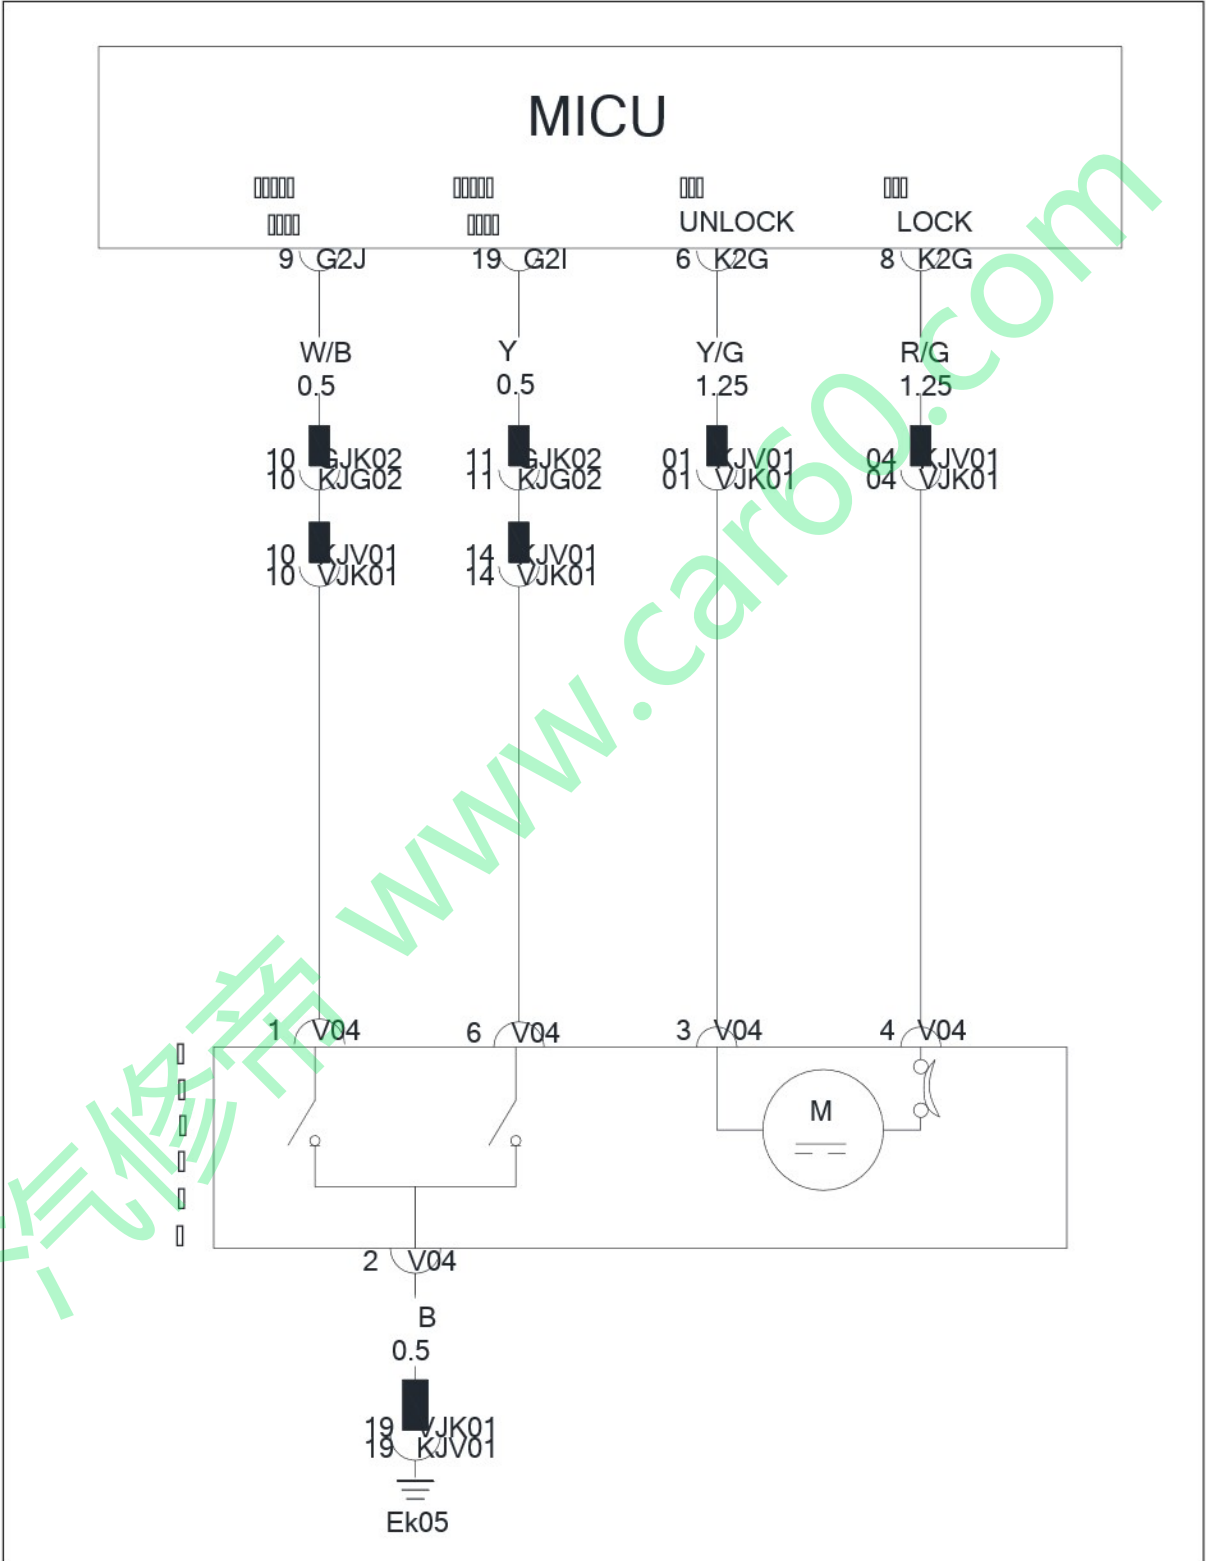 MICU
UNLOCK LOCK
9 G2J 19 G2I 6 K2G 8 K2G
W/B Y Y/G R/G
0.5 0.5 1.25 1.25
10 GJK02 11 GJK02 01 KJV01 04 KJV01
10 KJG02 11 KJG02 01 VJK01 04 VJK01
10 KJV01 14 KJV01
10 VJK01 14 VJK01
1 V04 6 V04 3 V04 4 V04
M
2 V04
B
0.5
19 VJK01
19 KJV01
Ek05
汽修帝 www.car60.com